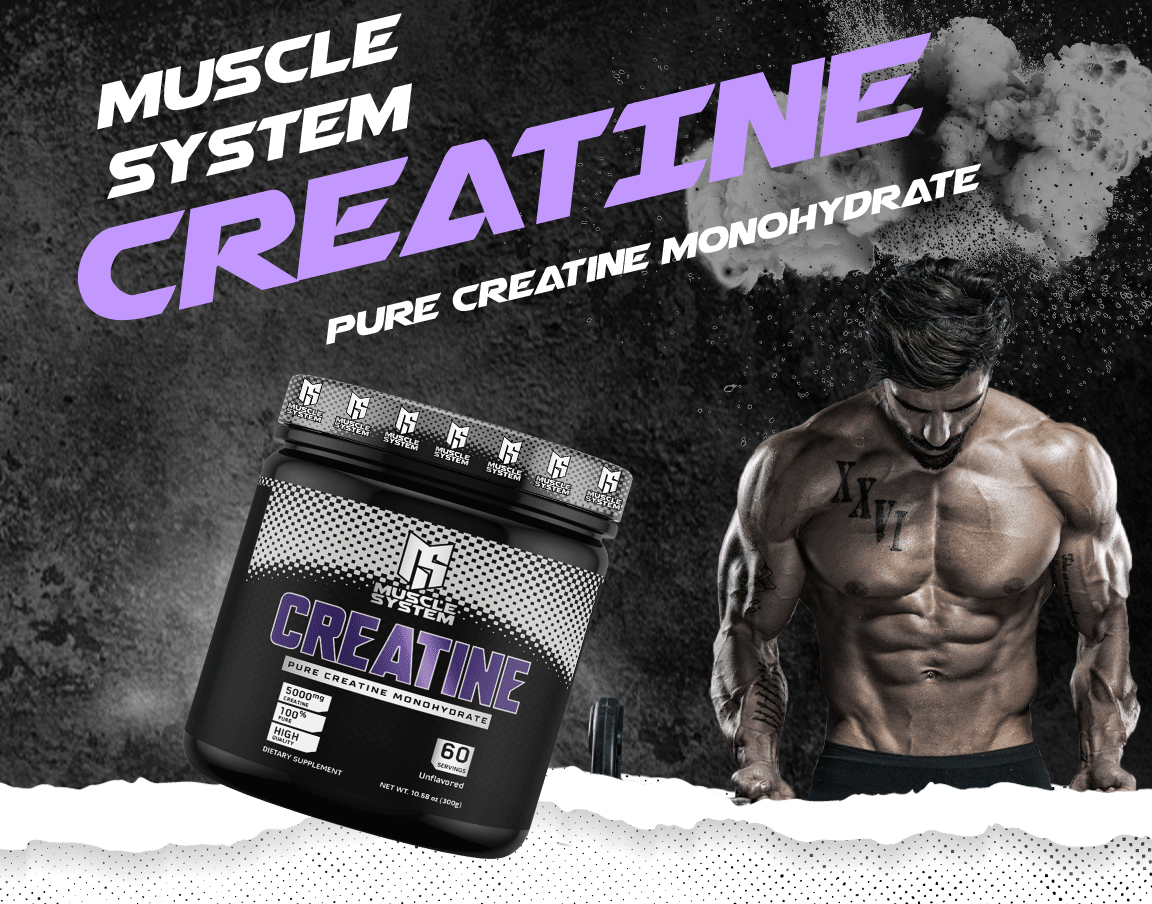 MUSCLE
SYSTEM
CREATINE
PURE CREATINE MONOHYDRATE
MUSCLE
SYSTEM
MUSCLE
SYSTEM
MUSCLE
SYSTEM
MUSCLE
SYSTEM
MUSCLE
SYSTEM
MUSCLE
SYSTEM
MUSCLE
SYSTEM
MUSCLE
SYSTEM
CREATINE
PURE CREATINE MONOHYDRATE
5000mg
CREATINE
100%
PURE
HIGH
QUALITY
DIETARY SUPPLEMENT
60
SERVINGS
Unflavored
NET WT. 10.58 oz (300g)
XXVI